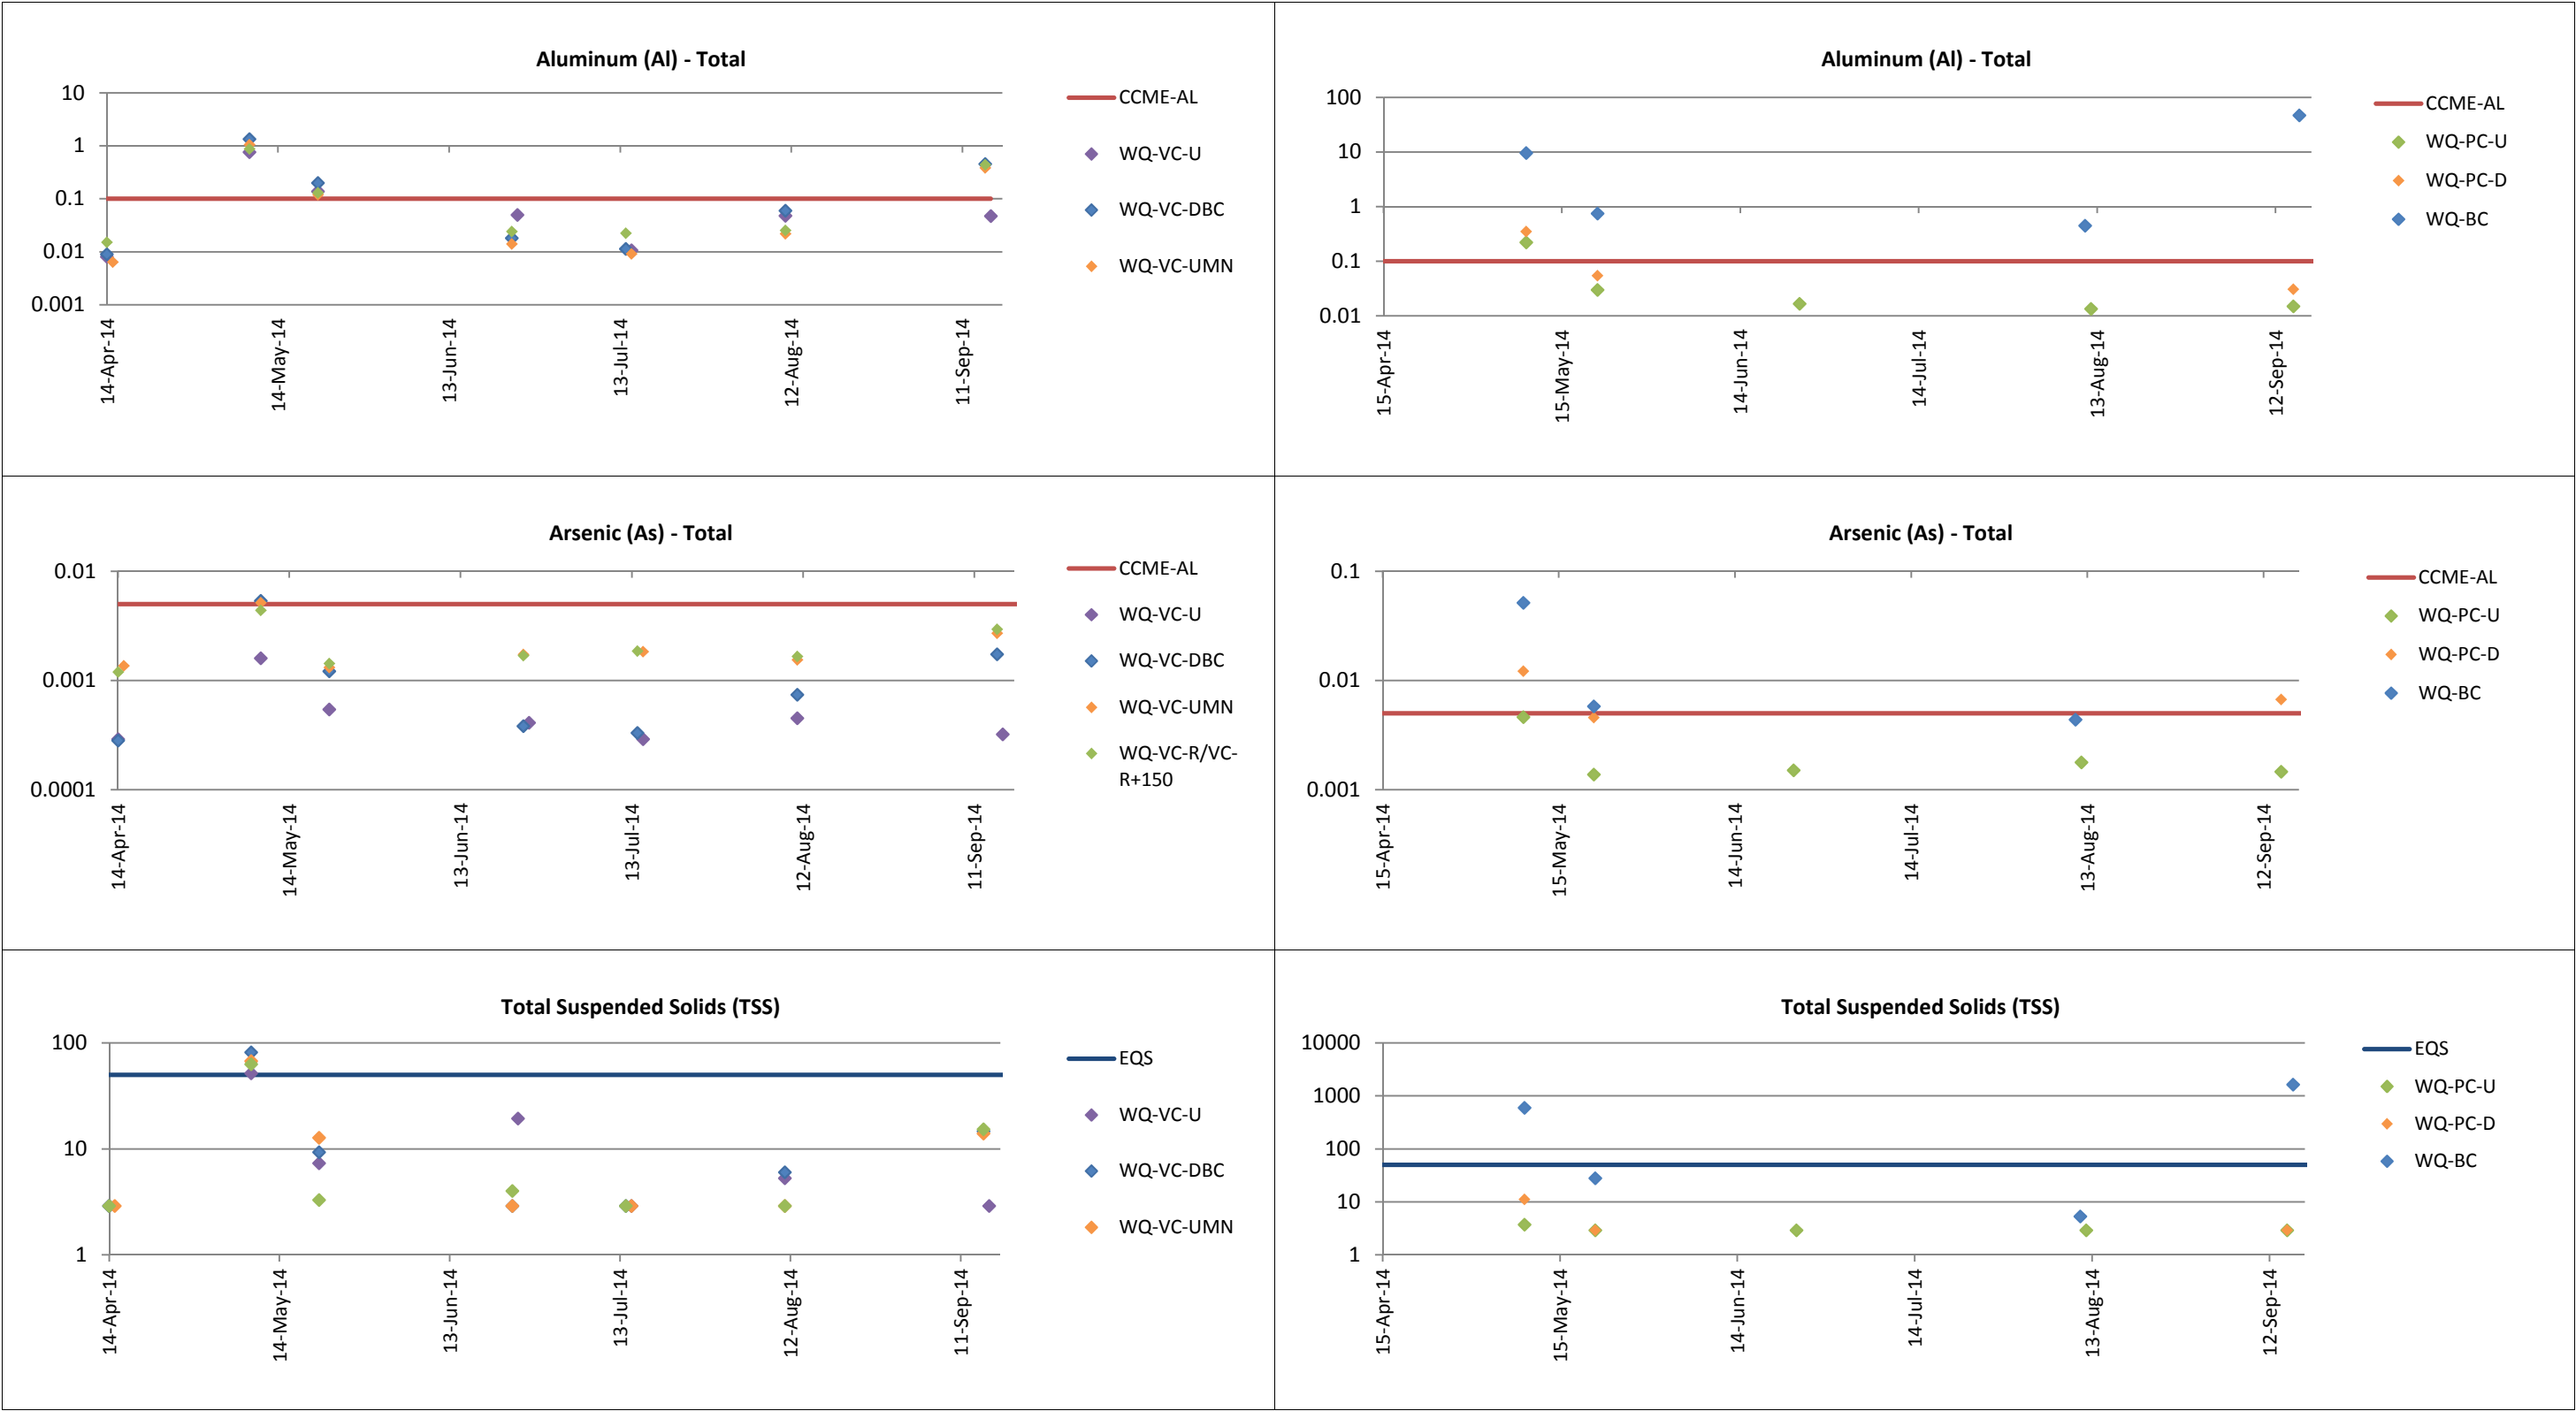 Aluminum (Al) - Total
10
1
0.1
0.01
0.001
14-Apr-14
14-May-14
13-Jun-14
13-Jul-14
12-Aug-14
11-Sep-14
CCME-AL
WQ-VC-U
WQ-VC-DBC
WQ-VC-UMN
Aluminum (Al) - Total
100
10
1
0.1
0.01
15-Apr-14
15-May-14
14-Jun-14
14-Jul-14
13-Aug-14
12-Sep-14
CCME-AL
WQ-PC-U
WQ-PC-D
WQ-BC
Arsenic (As) - Total
0.01
0.001
0.0001
14-Apr-14
14-May-14
13-Jun-14
13-Jul-14
12-Aug-14
11-Sep-14
CCME-AL
WQ-VC-U
WQ-VC-DBC
WQ-VC-UMN
WQ-VC-R/VC-
R+150
Arsenic (As) - Total
0.1
0.01
0.001
15-Apr-14
15-May-14
14-Jun-14
14-Jul-14
13-Aug-14
12-Sep-14
CCME-AL
WQ-PC-U
WQ-PC-D
WQ-BC
Total Suspended Solids (TSS)
100
10
1
14-Apr-14
14-May-14
13-Jun-14
13-Jul-14
12-Aug-14
11-Sep-14
EQS
WQ-VC-U
WQ-VC-DBC
WQ-VC-UMN
Total Suspended Solids (TSS)
10000
1000
100
10
1
15-Apr-14
15-May-14
14-Jun-14
14-Jul-14
13-Aug-14
12-Sep-14
EQS
WQ-PC-U
WQ-PC-D
WQ-BC